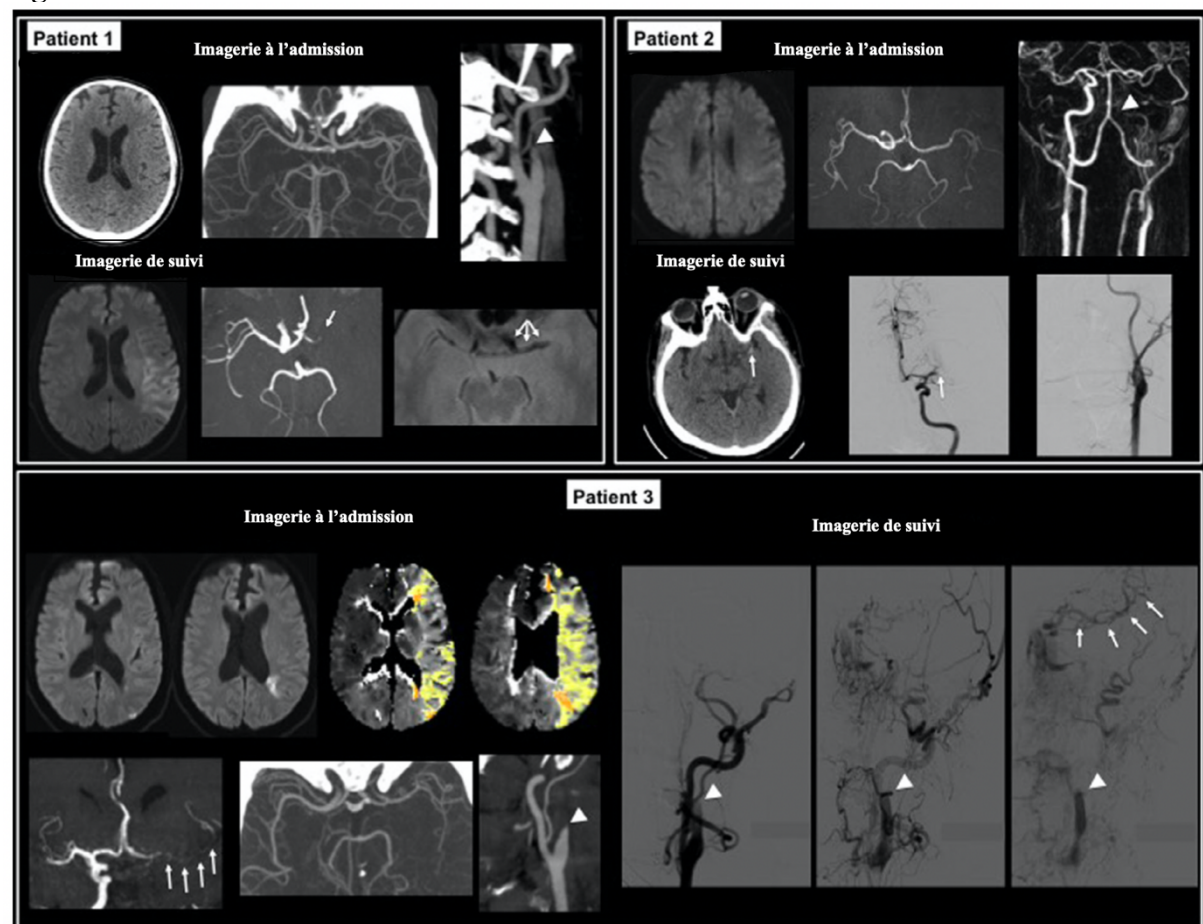 Patient 1
Imagerie à l’admission
Imagerie de suivi
Patient 2
Imagerie à l’admission
Imagerie de suivi
Patient 3
Imagerie à l’admission
Imagerie de suivi